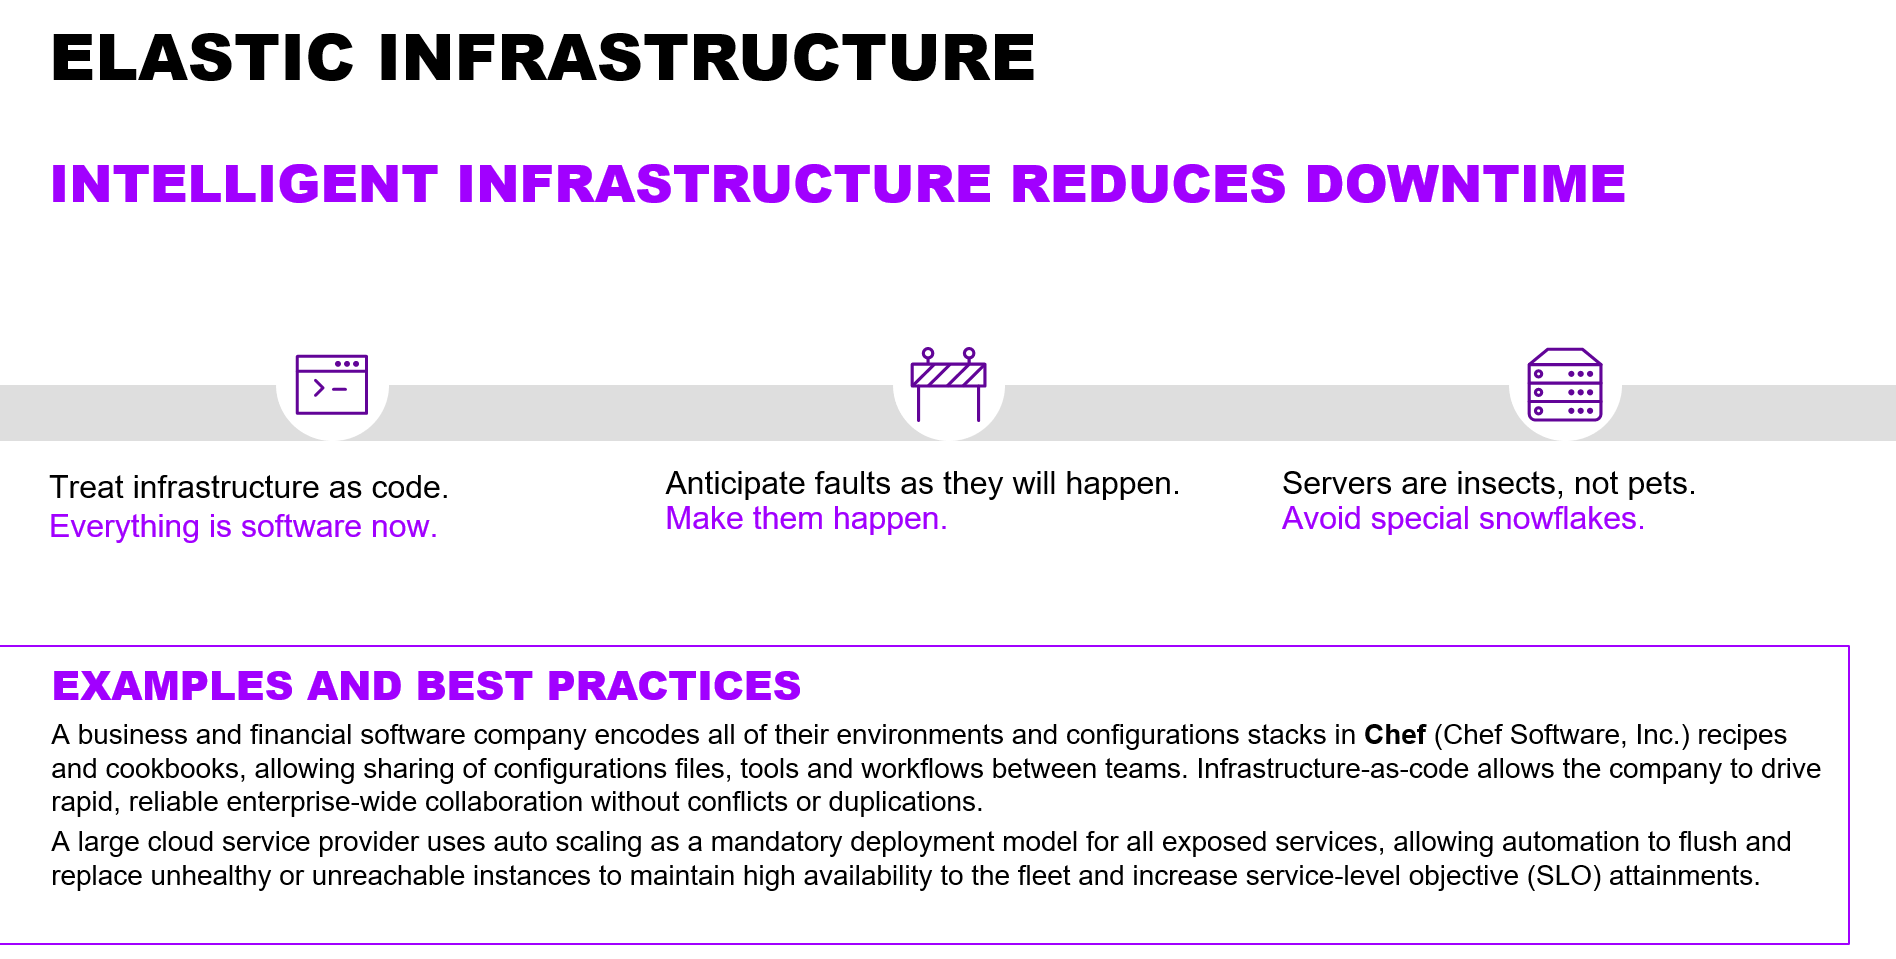 ELASTIC INFRASTRUCTURE
INTELLIGENT INFRASTRUCTURE REDUCES DOWNTIME
Treat infrastructure as code.
Everything is software now.
Anticipate faults as they will happen.
Make them happen.
Servers are insects, not pets.
Avoid special snowflakes.
EXAMPLES AND BEST PRACTICES
A business and financial software company encodes all of their environments and configurations stacks in Chef (Chef Software, Inc.) recipes
and cookbooks, allowing sharing of configurations files, tools and workflows between teams. Infrastructure-as-code allows the company to drive
rapid, reliable enterprise-wide collaboration without conflicts or duplications.
A large cloud service provider uses auto scaling as a mandatory deployment model for all exposed services, allowing automation to flush and
replace unhealthy or unreachable instances to maintain high availability to the fleet and increase service-level objective (SLO) attainments.